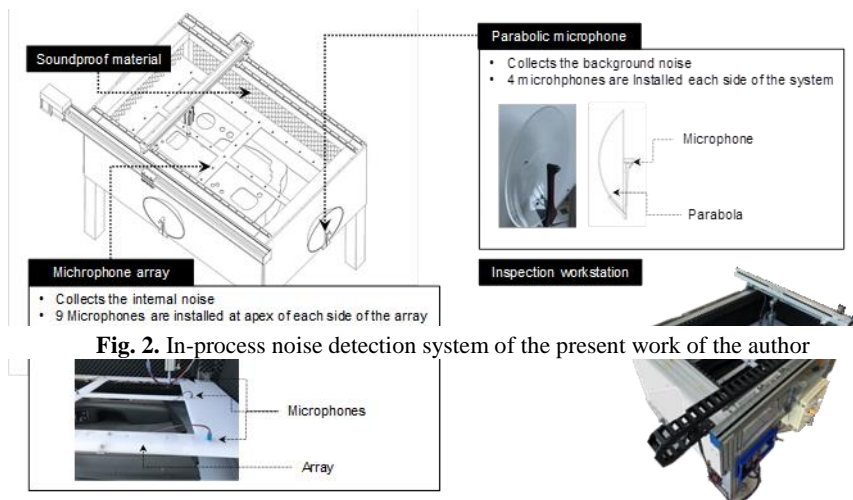 Soundproof material
Parabolic microphone
• Collects the background noise
• 4 microhphones are Installed each side of the system
Microphone
Parabola
Michrophone array
• Collects the internal noise
• 9 Microphones are installed at apex of each side of the array
Inspection workstation
Fig. 2. In-process noise detection system of the present work of the author
Microphones
Array